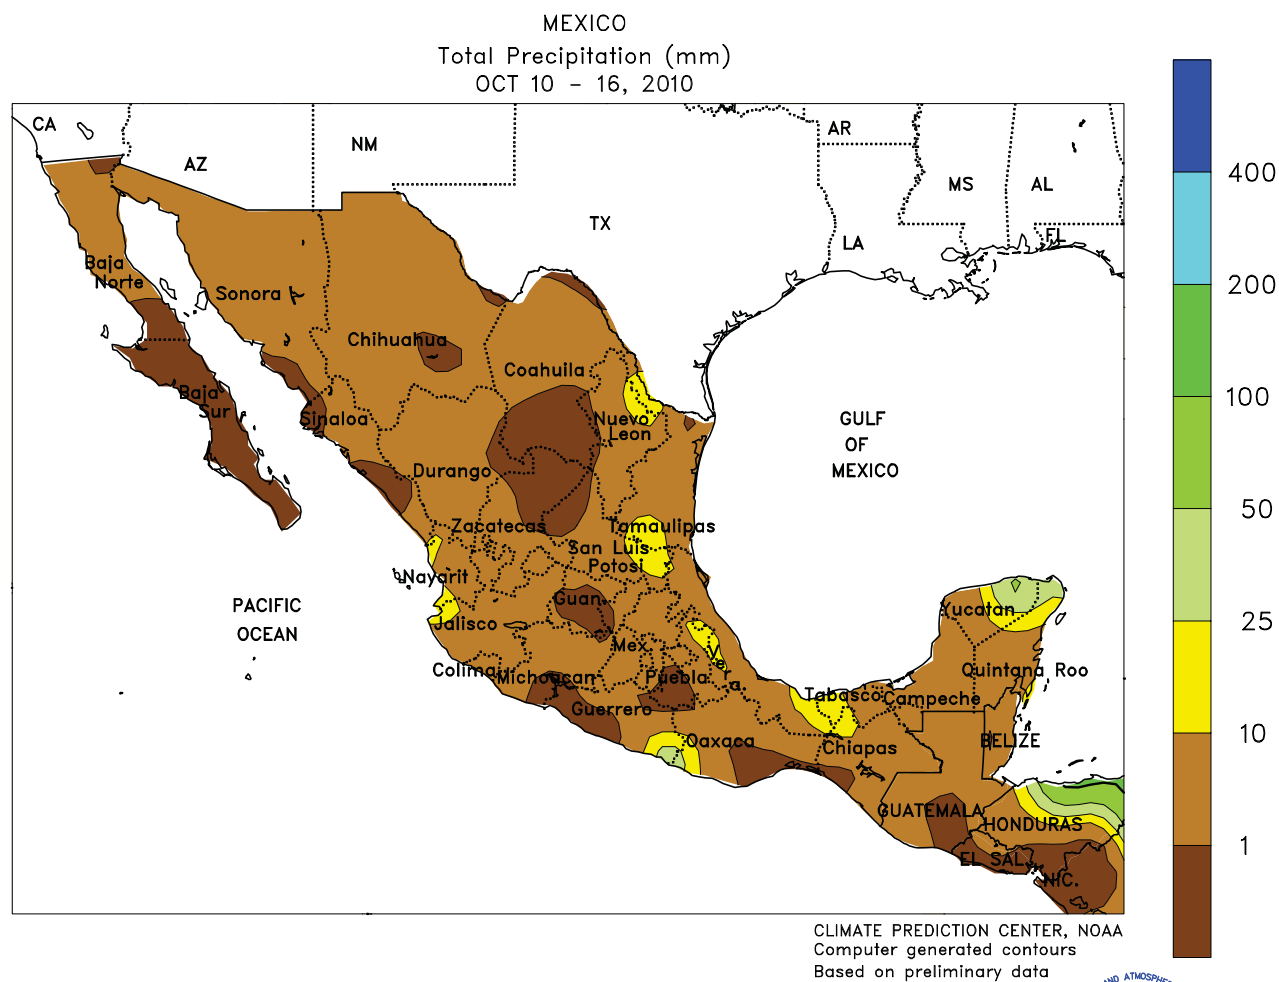 MEXICO
Total Precipitation (mm)
OCT 10 - 16, 2010
CA
AZ
NM
TX
AR
LA
MS
AL
FL
400
200
100
50
25
10
1
Baja
Norte
Sonora
Chihuahua
Coahuila
Baja
Sur
Sinaloa
Nuevo
Leon
Durango
GULF
OF
MEXICO
Zacatecas
Tamaulipas
San Luis
Potosi
Nayarit
PACIFIC
OCEAN
Guan.
Jalisco
Mex.
Ve
ra.
Yucatan
Colima
Michoacan
Puebla
Quintana Roo
Guerrero
Tabasco
Campeche
Oaxaca
Chiapas
BELIZE
GUATEMALA
HONDURAS
EL SAL.
NIC.
CLIMATE PREDICTION CENTER, NOAA
Computer generated contours
Based on preliminary data
AND ATMOSPHE